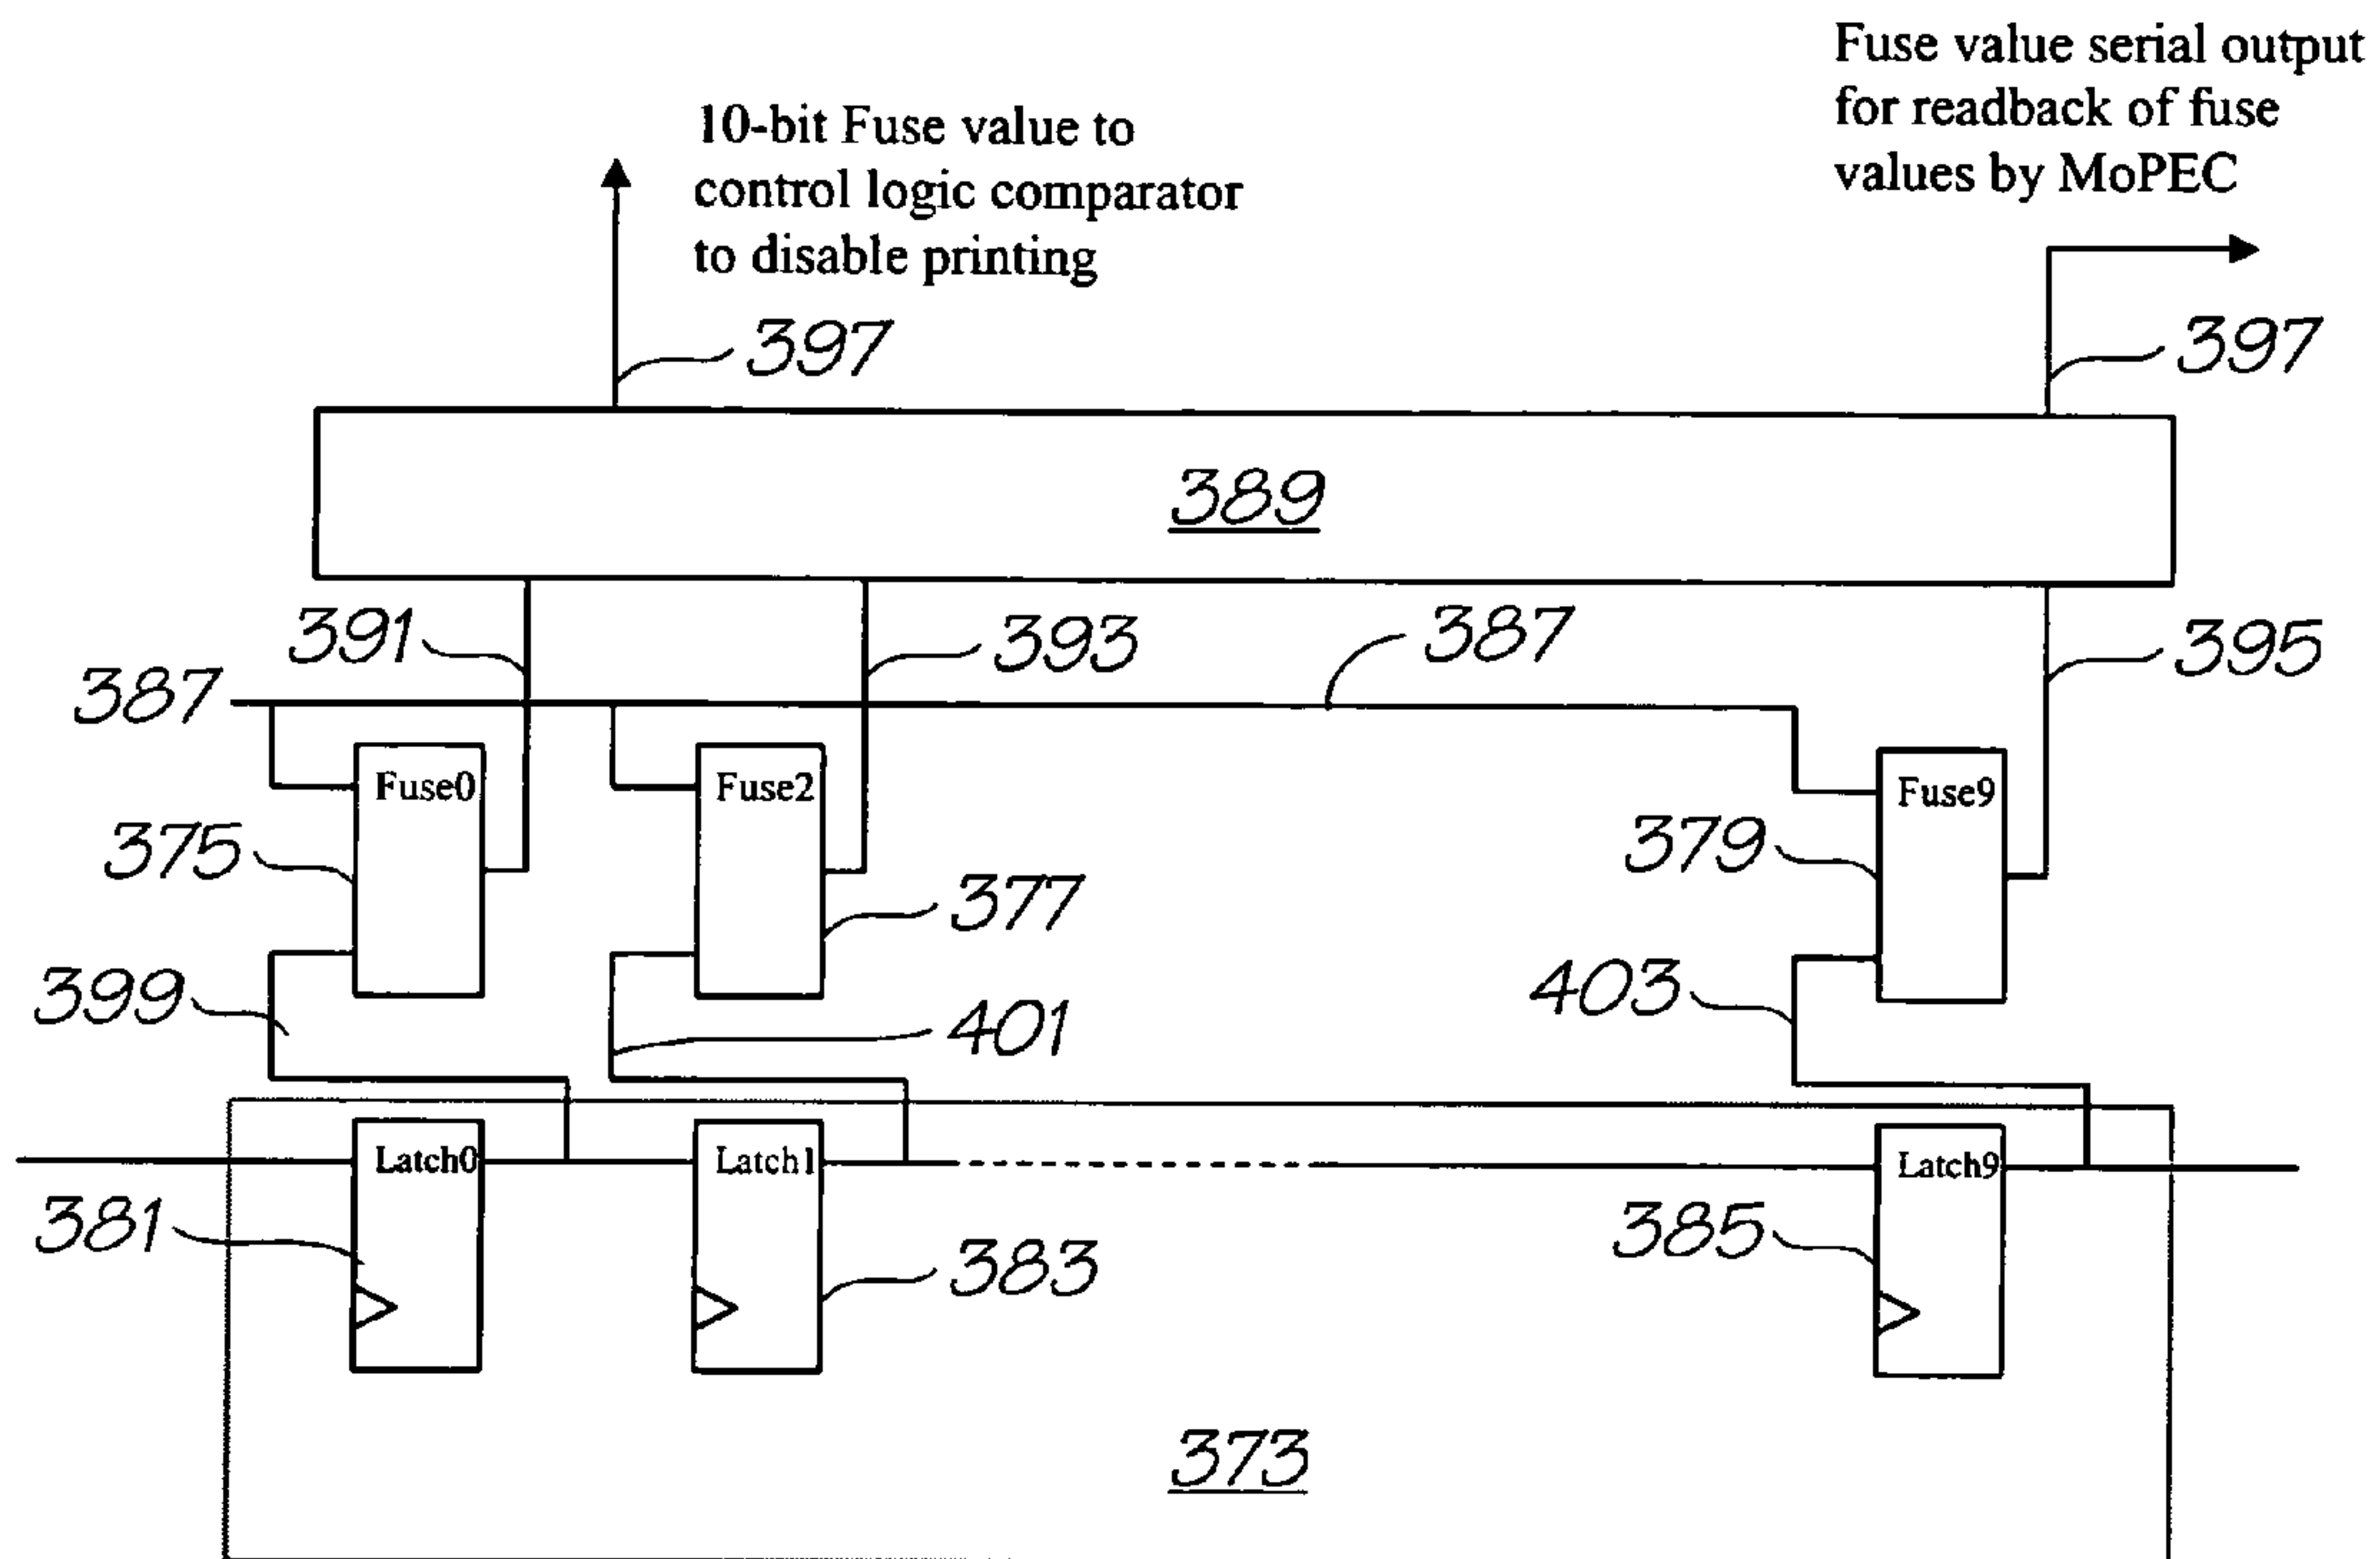 Fuse value serial output
for readback of fuse
values by MoPEC
10-bit Fuse value to
control logic comparator
to disable printing
397
397
389
391
393
387
395
387
Fuse0
Fuse2
Fuse9
375
377
379
399
401
403
Latch0
Latch1
Latch9
381
383
385
373